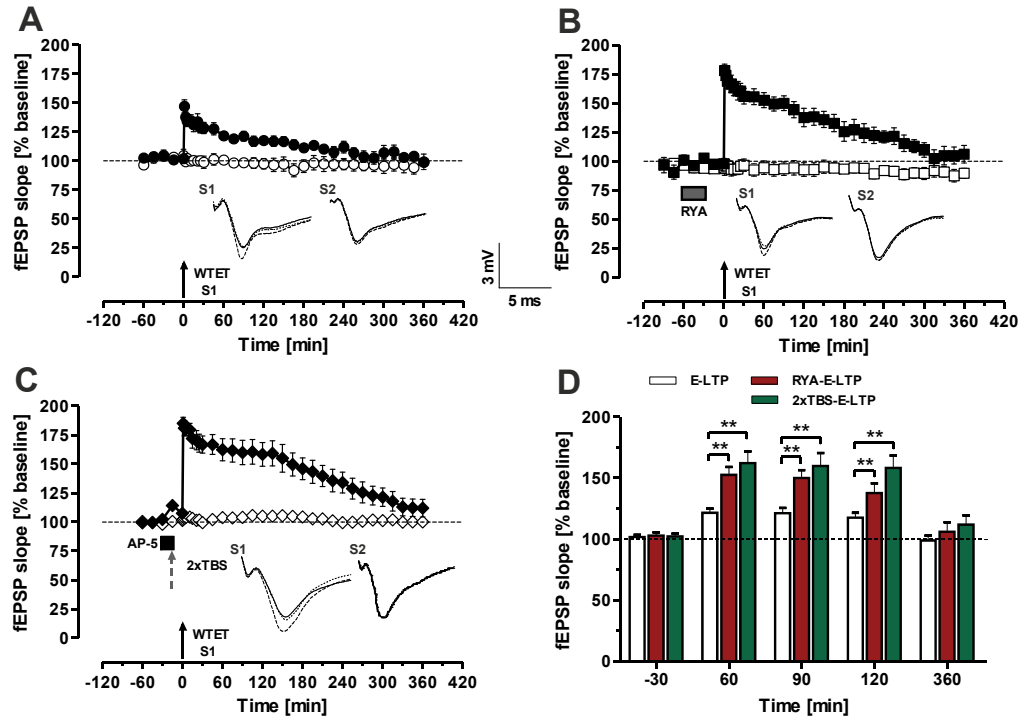 A
fEPSP slope [% baseline]
200
175
150
125
100
75
50
25
0
S1
S2
WTET
S1
-120 -60 0 60 120 180 240 300 360 420
Time [min]
3 mV
5 ms
B
fEPSP slope [% baseline]
200
175
150
125
100
75
50
25
0
RYA
S1
S2
WTET
S1
-120 -60 0 60 120 180 240 300 360 420
Time [min]
C
fEPSP slope [% baseline]
200
175
150
125
100
75
50
25
0
AP-5
2xTBS
S1
S2
WTET
S1
-120 -60 0 60 120 180 240 300 360 420
Time [min]
D
E-LTP
RYA-E-LTP
2xTBS-E-LTP
fEPSP slope [% baseline]
200
150
100
50
0
**
**
**
**
**
**
-30 60 90 120 360
Time [min]